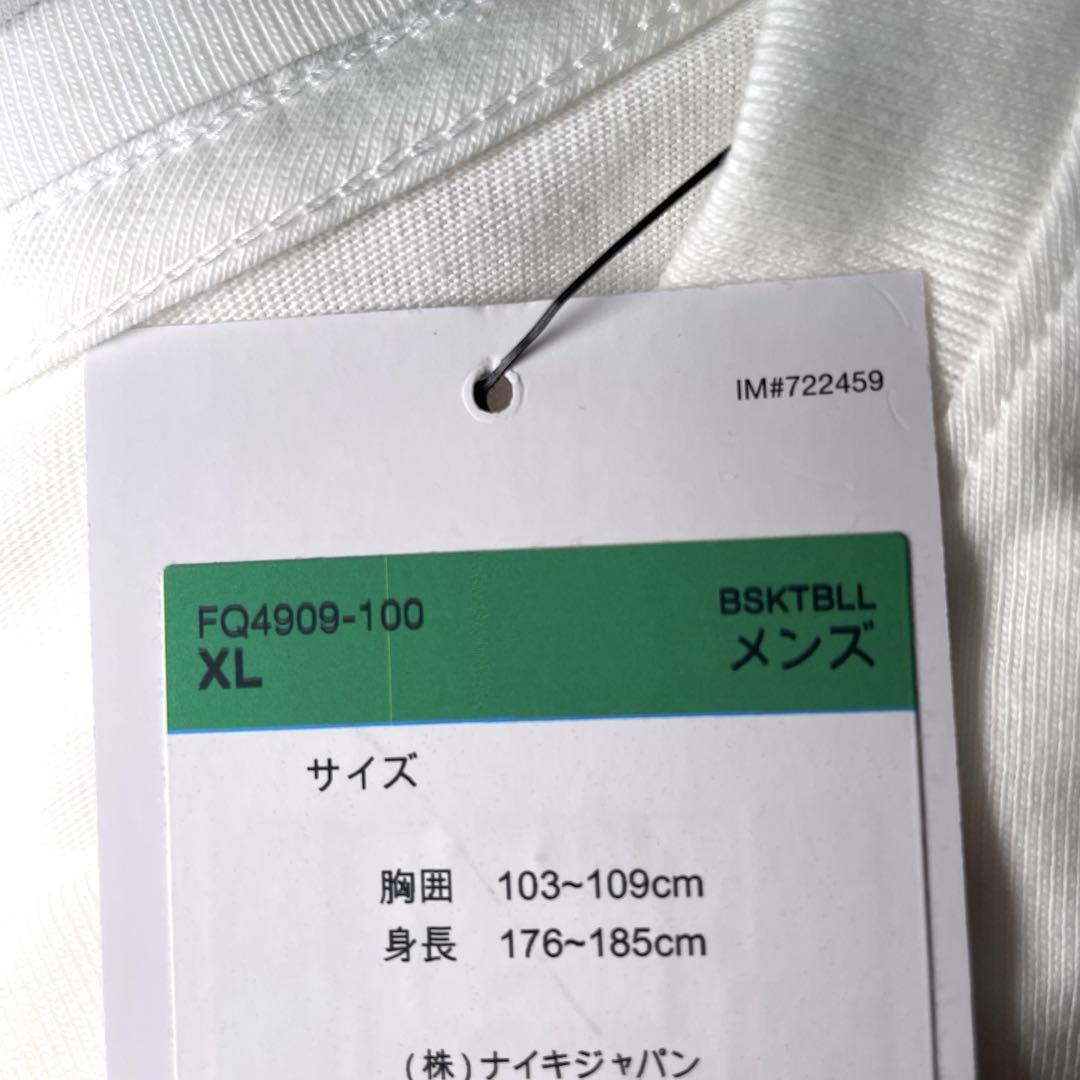 IM#722459
FQ4909-100 BSKTBLL
XL メンズ
サイズ
胸囲 103~109cm
身長 176~185cm
(株)ナイキジャパン